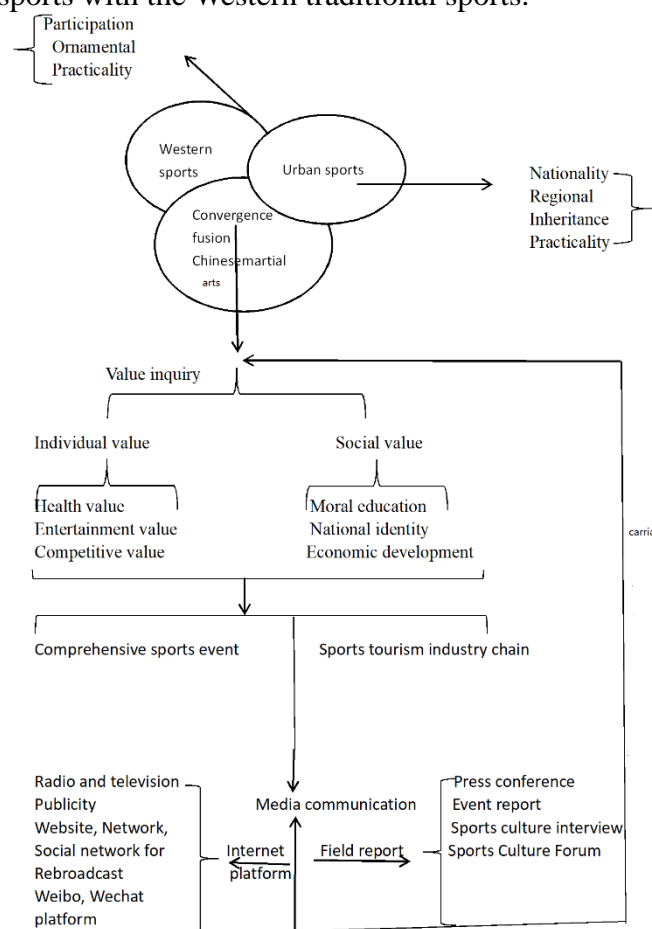 sports with the Western traditional sports.
Participation
Ornamental
Practicality
Western
sports
Urban sports
Convergence
fusion
Chinesemartial
arts
Nationality
Regional
Inheritance
Practicality
Value inquiry
Individual value
Social value
Health value
Entertainment value
Competitive value
Moral education
National identity
Economic development
Comprehensive sports event
Sports tourism industry chain
Radio and television
Publicity
Website, Network,
Social network for
Rebroadcast
Weibo, Wechat
platform
Media communication
Internet
platform
Field report
Press conference
Event report
Sports culture interview
Sports Culture Forum